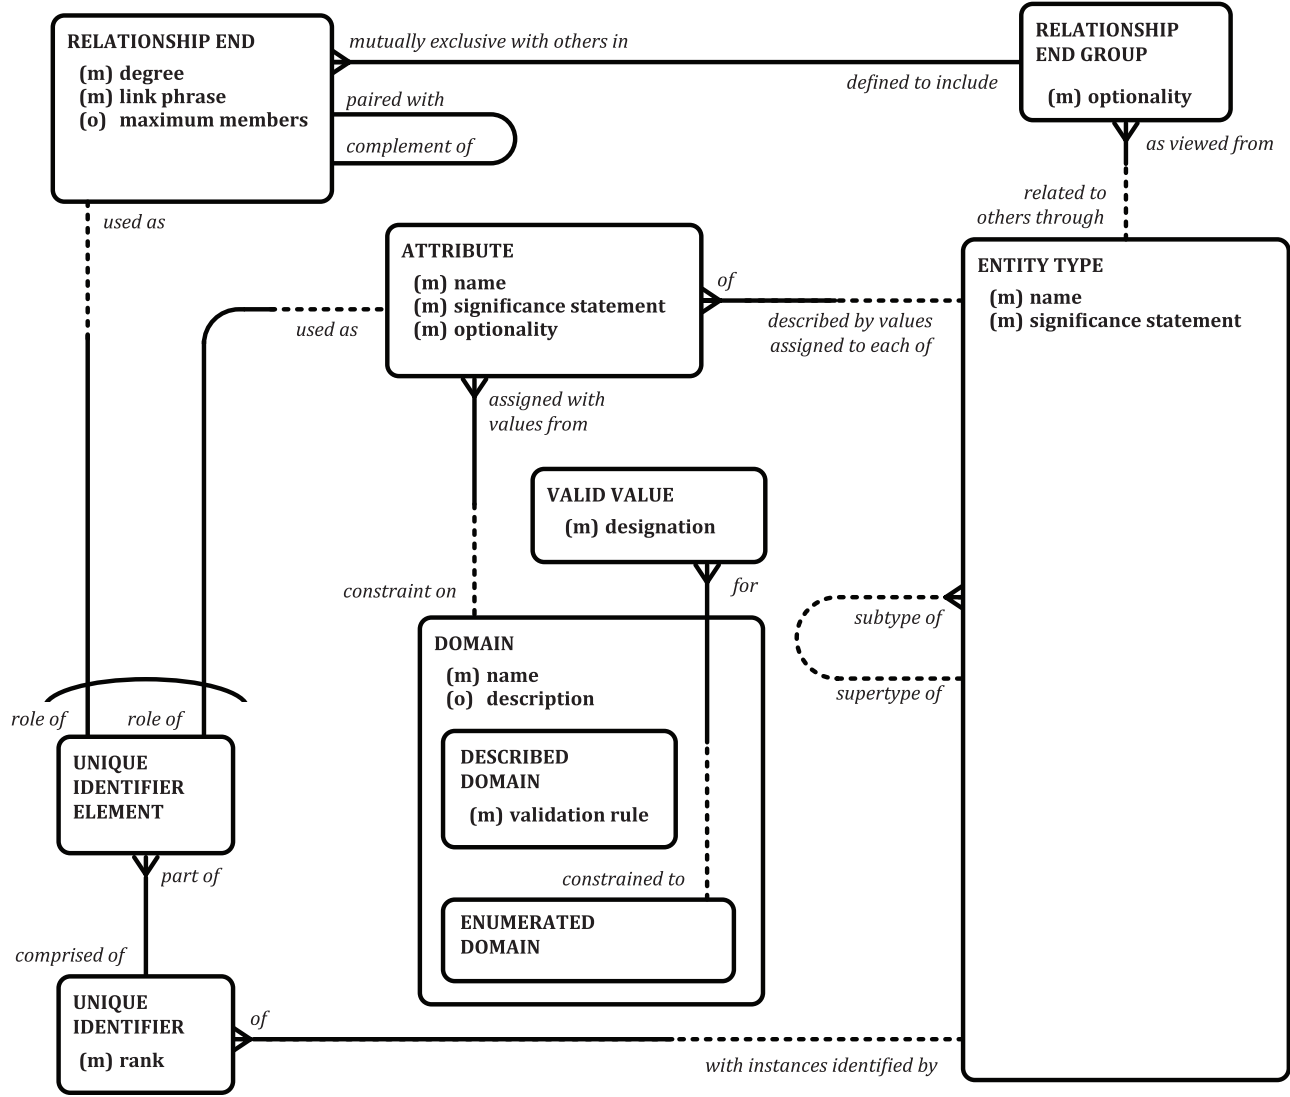 RELATIONSHIP END
(m) degree
(m) link phrase
(o) maximum members
mutually exclusive with others in
defined to include
paired with
complement of
RELATIONSHIP
END GROUP
(m) optionality
as viewed from
related to
others through
used as
ATTRIBUTE
(m) name
(m) significance statement
(m) optionality
of
described by values
assigned to each of
used as
ENTITY TYPE
(m) name
(m) significance statement
assigned with
values from
VALID VALUE
(m) designation
for
constraint on
subtype of
supertype of
DOMAIN
(m) name
(o) description
DESCRIBED
DOMAIN
(m) validation rule
constrained to
ENUMERATED
DOMAIN
role of
role of
UNIQUE
IDENTIFIER
ELEMENT
part of
comprised of
UNIQUE
IDENTIFIER
(m) rank
of
with instances identified by